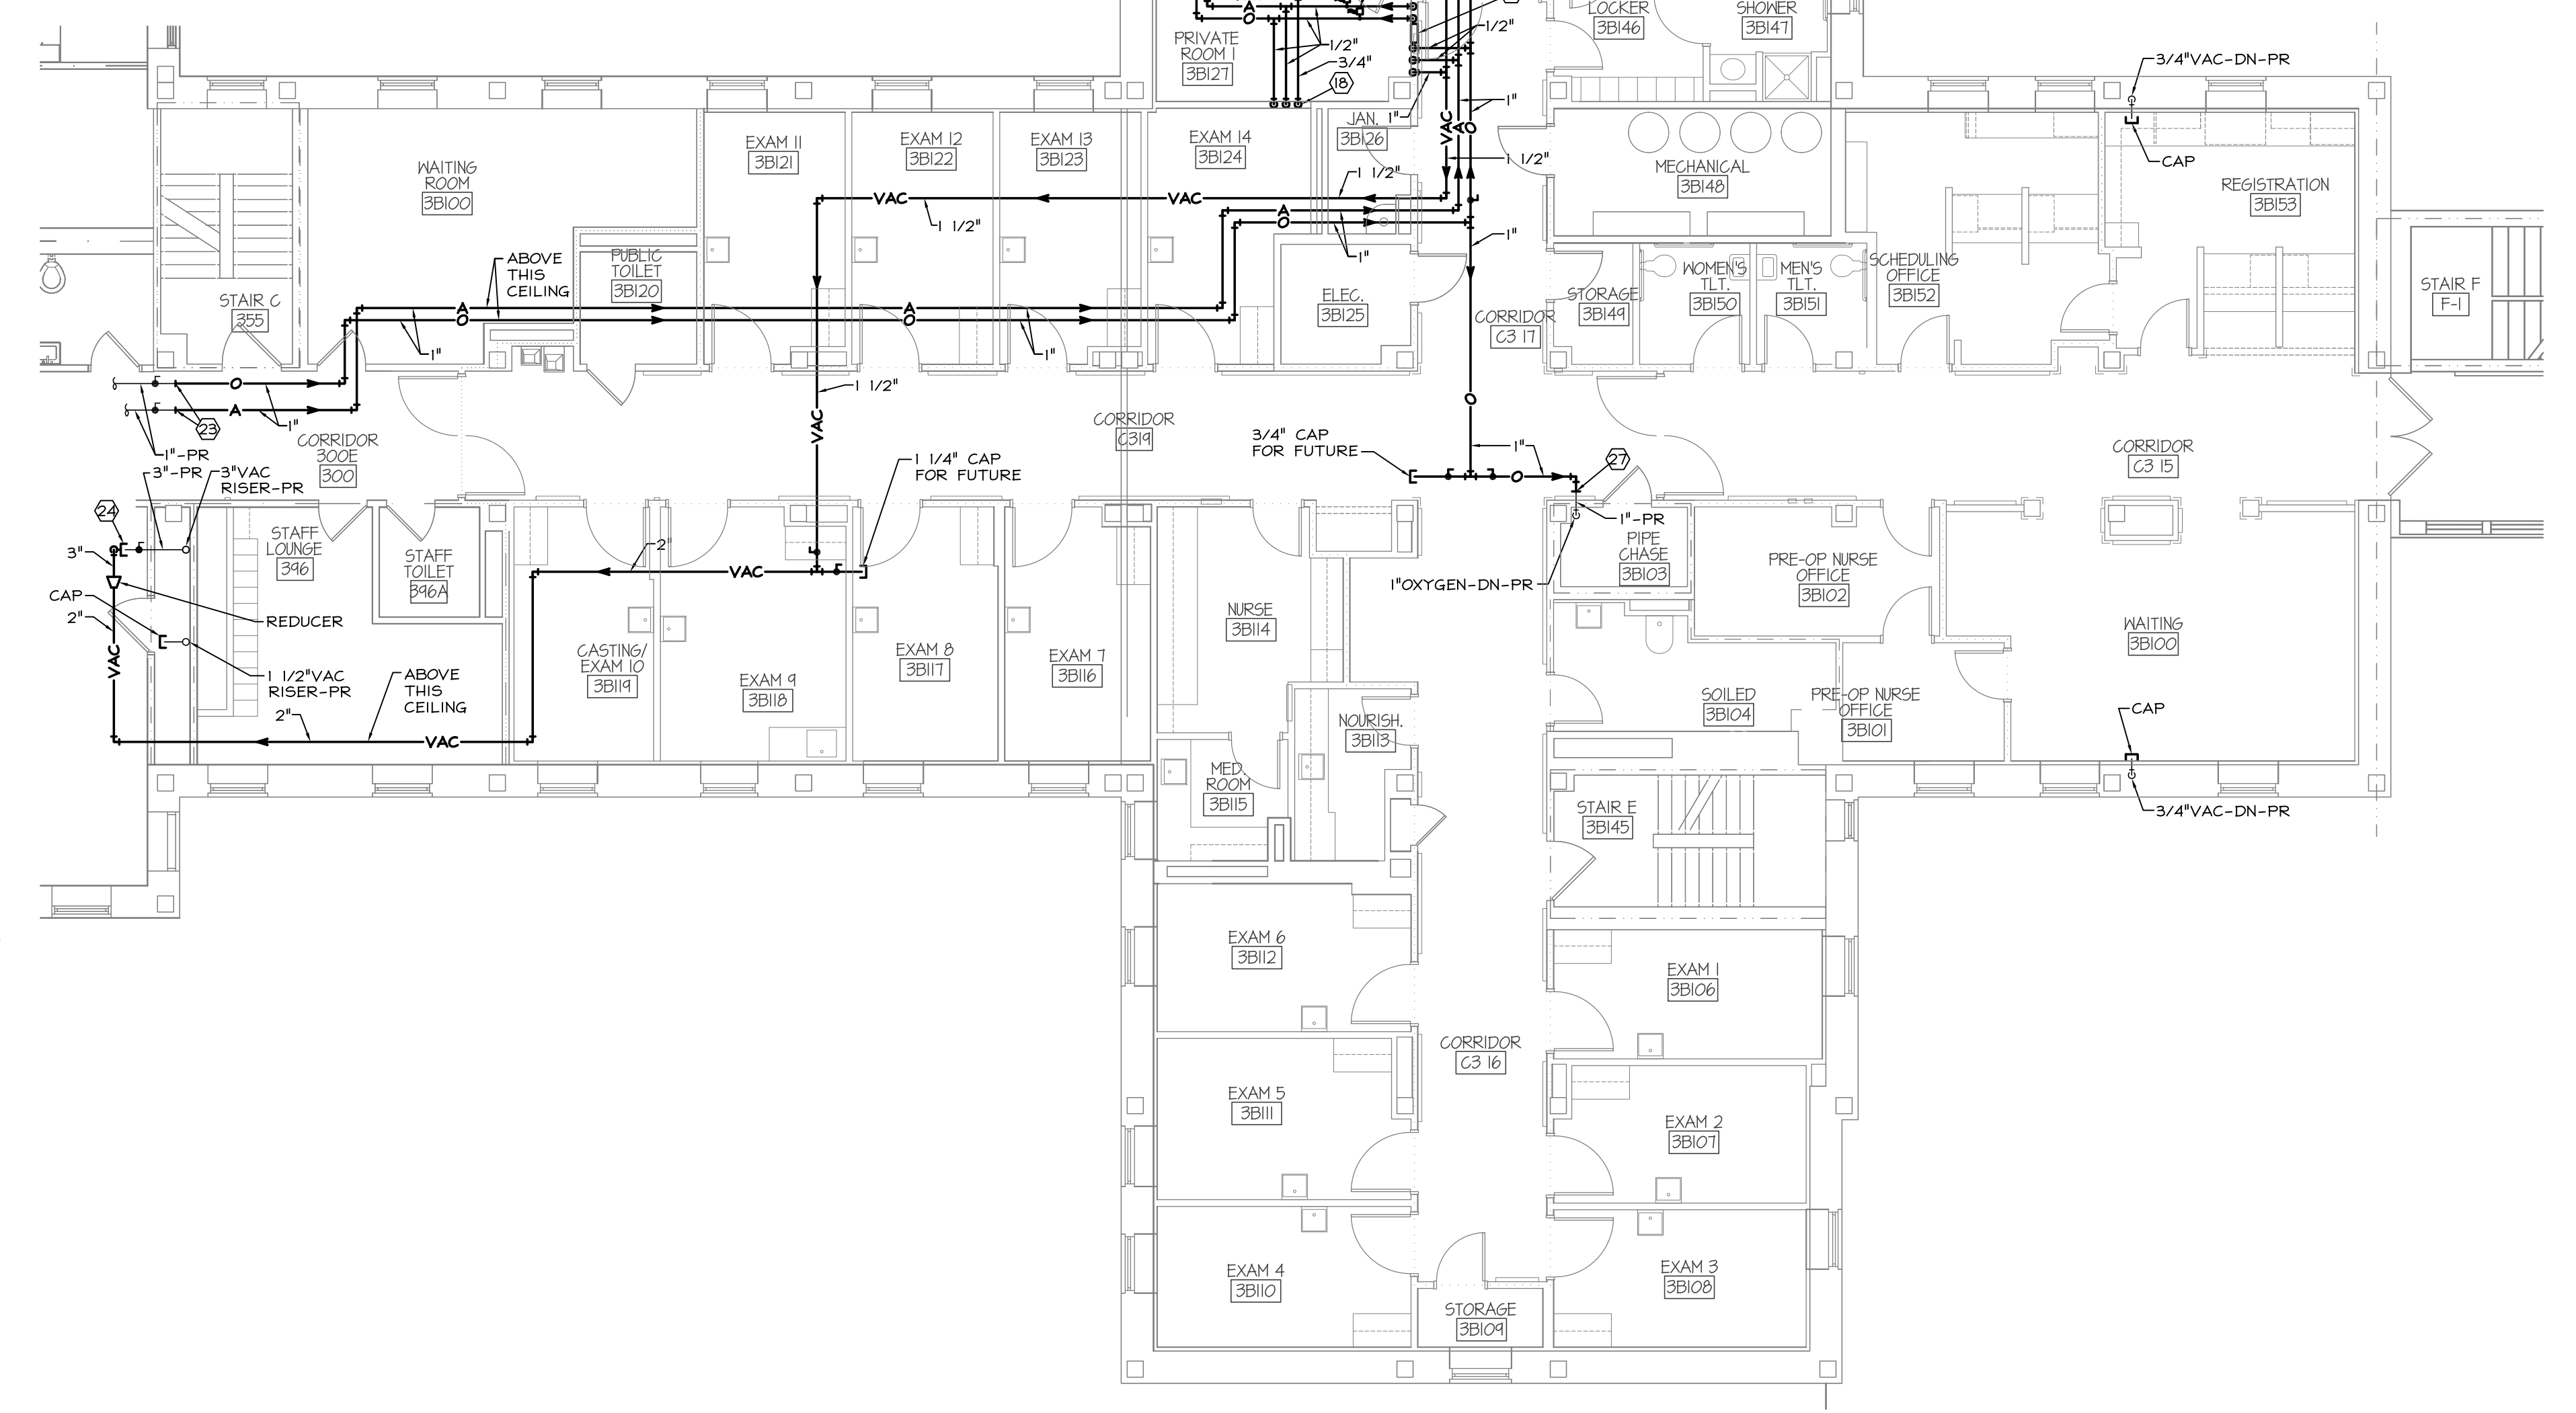 LOCKER
3B146
SHOWER
3B147
PRIVATE
ROOM 1
3B127
A
O
1/2"
3/4"
18
1/2"
1"
1"
3/4"VAC-DN-PR
CAP
JAN.
3B126
VAC
A
O
1 1/2"
EXAM 11
3B121
EXAM 12
3B122
EXAM 13
3B123
EXAM 14
3B124
WAITING
ROOM
3B100
MECHANICAL
3B148
REGISTRATION
3B153
VAC
VAC
1 1/2"
1 1/2"
A
O
1"
1"
PUBLIC
TOILET
3B120
ABOVE
THIS
CEILING
STAIR C
355
A
O
A
O
1"
1"
ELEC.
3B125
CORRIDOR
C3 17
STORAGE
3B149
WOMEN'S
TLT.
3B150
MEN'S
TLT.
3B151
SCHEDULING
OFFICE
3B152
STAIR F
F-1
O
A
23
1"
1"-PR
CORRIDOR
300E
300
1 1/2"
VAC
CORRIDOR
C319
O
3/4" CAP
FOR FUTURE
1"
O
27
1"-PR
CORRIDOR
C3 15
3"-PR
3"VAC
RISER-PR
24
3"
CAP
2"
VAC
REDUCER
1 1/2"VAC
RISER-PR
STAFF
LOUNGE
396
STAFF
TOILET
396A
ABOVE
THIS
CEILING
2"
VAC
2"
VAC
1 1/4" CAP
FOR FUTURE
CASTING/
EXAM 10
3B119
EXAM 9
3B118
EXAM 8
3B117
EXAM 7
3B116
NURSE
3B114
1"OXYGEN-DN-PR
PIPE
CHASE
3B103
PRE-OP NURSE
OFFICE
3B102
WAITING
3B100
SOILED
3B104
PRE-OP NURSE
OFFICE
3B101
CAP
3/4"VAC-DN-PR
NOURISH.
3B113
MED.
ROOM
3B115
STAIR E
3B145
EXAM 6
3B112
EXAM 1
3B106
CORRIDOR
C3 16
EXAM 5
3B111
EXAM 2
3B107
EXAM 4
3B110
EXAM 3
3B108
STORAGE
3B109